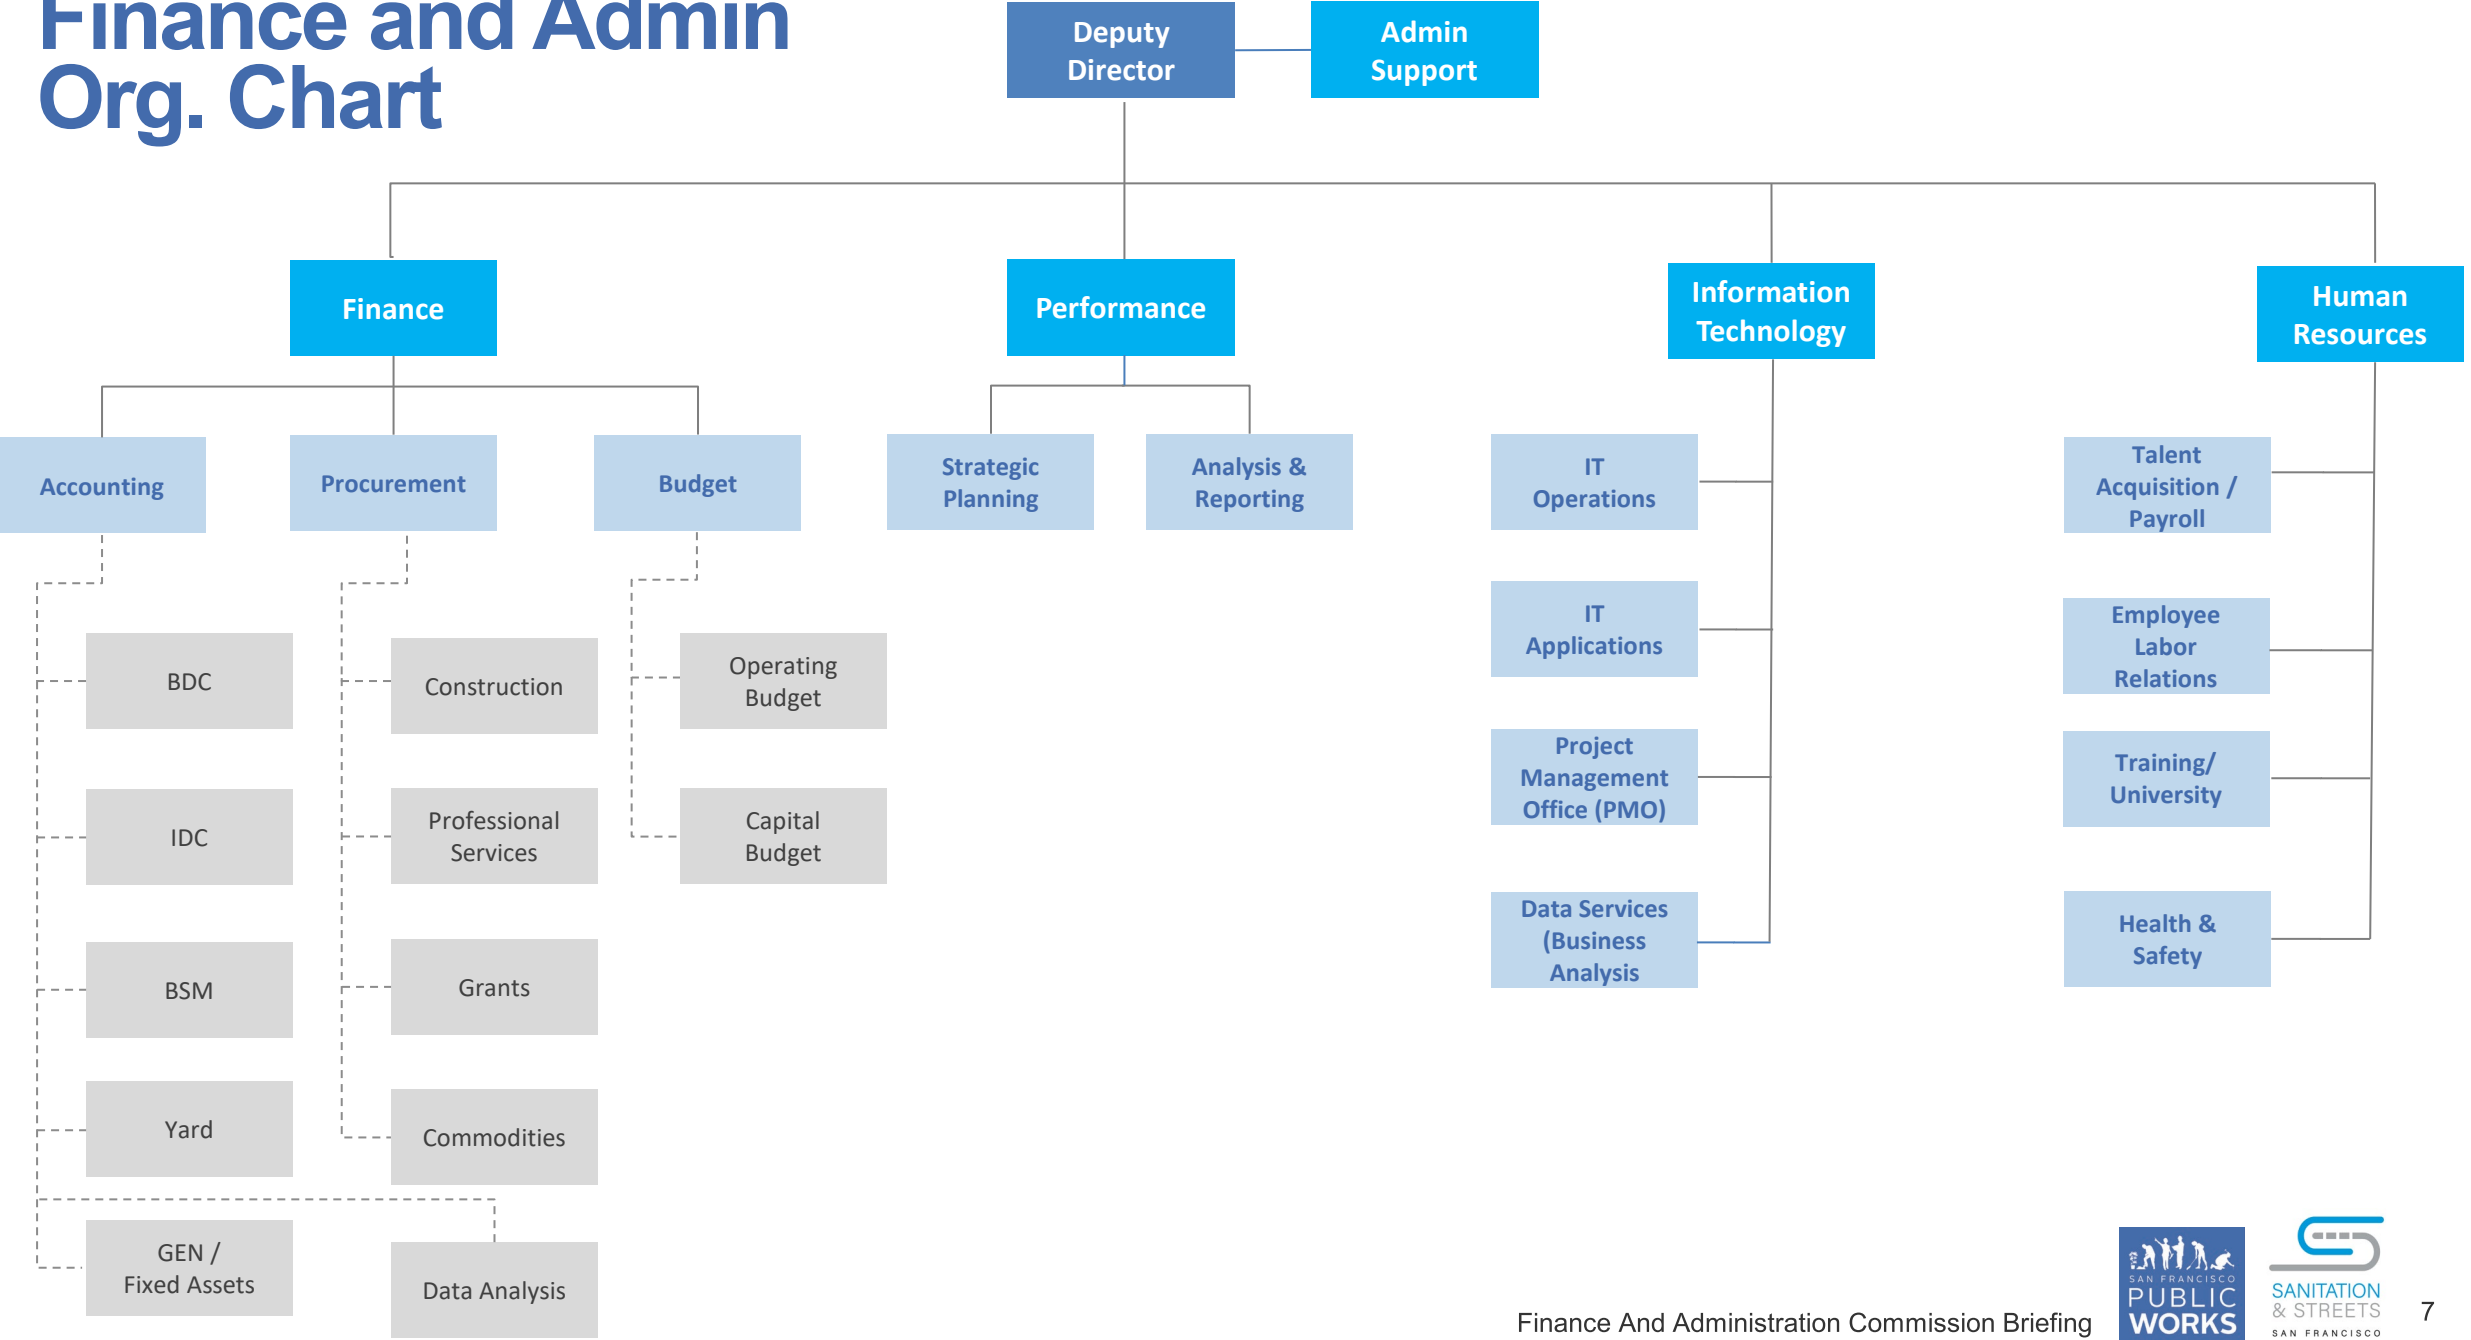 Finance and Admin
Org. Chart
Deputy
Director
Admin
Support
Finance
Performance
Information
Technology
Human
Resources
Accounting
Procurement
Budget
Strategic
Planning
Analysis &
Reporting
IT
Operations
Talent
Acquisition /
Payroll
IT
Applications
Employee
Labor
Relations
BDC
Construction
Operating
Budget
Project
Management
Office (PMO)
Training/
University
IDC
Professional
Services
Capital
Budget
Data Services
(Business
Analysis
Health &
Safety
BSM
Grants
Yard
Commodities
GEN /
Fixed Assets
Data Analysis
Finance And Administration Commission Briefing
SAN FRANCISCO
PUBLIC
WORKS
SANITATION
& STREETS
SAN FRANCISCO
7